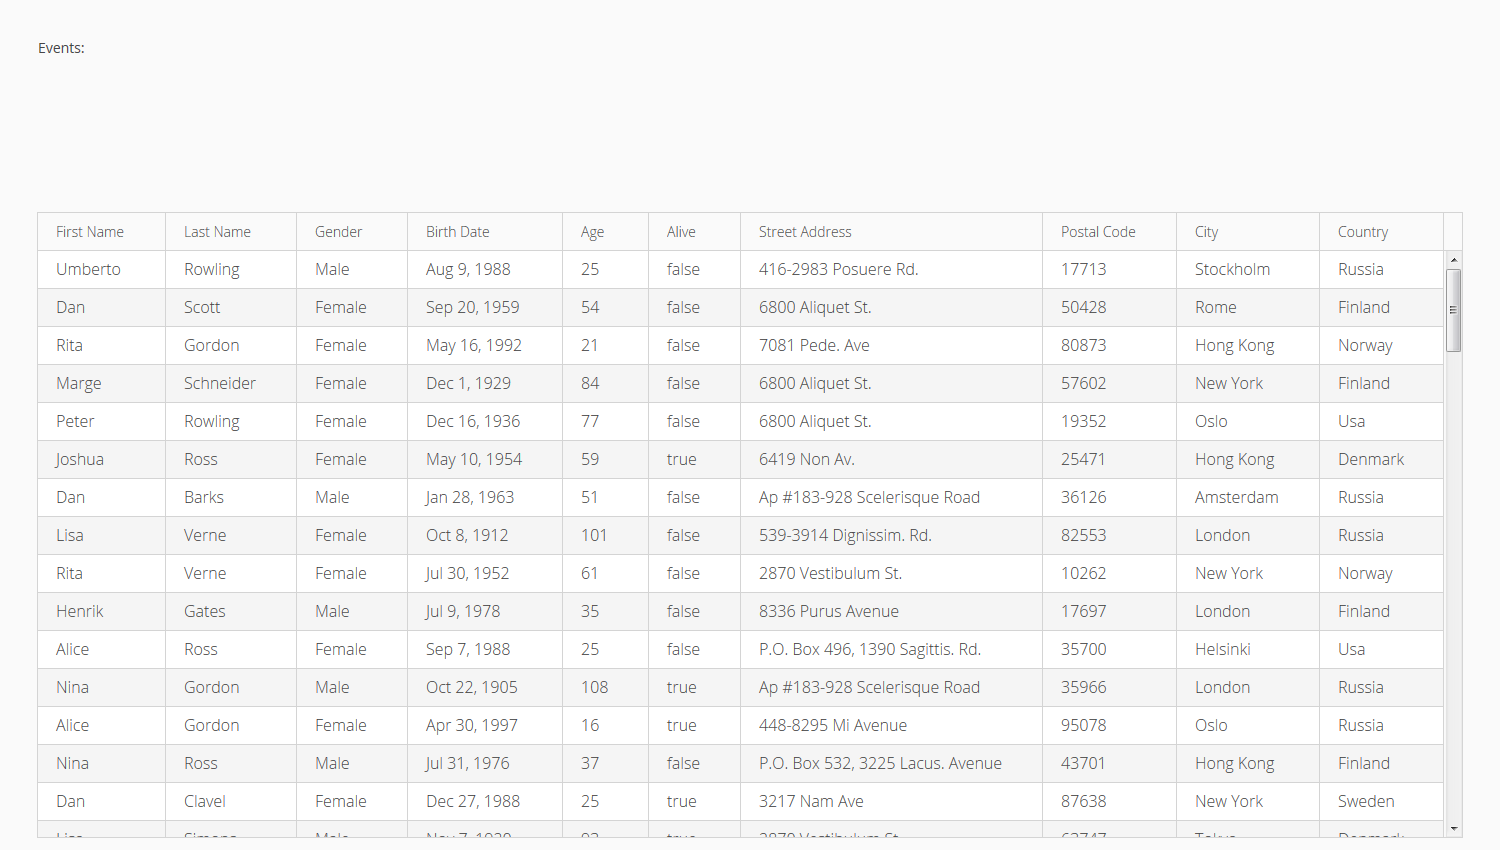 Events:
First Name Last Name Gender Birth Date Age Alive Street Address Postal Code City Country
Umberto Rowling Male Aug 9, 1988 25 false 416-2983 Posuere Rd. 17713 Stockholm Russia
Dan Scott Female Sep 20, 1959 54 false 6800 Aliquet St. 50428 Rome Finland
Rita Gordon Female May 16, 1992 21 false 7081 Pede. Ave 80873 Hong Kong Norway
Marge Schneider Female Dec 1, 1929 84 false 6800 Aliquet St. 57602 New York Finland
Peter Rowling Female Dec 16, 1936 77 false 6800 Aliquet St. 19352 Oslo Usa
Joshua Ross Female May 10, 1954 59 true 6419 Non Av. 25471 Hong Kong Denmark
Dan Barks Male Jan 28, 1963 51 false Ap #183-928 Scelerisque Road 36126 Amsterdam Russia
Lisa Verne Female Oct 8, 1912 101 false 539-3914 Dignissim. Rd. 82553 London Russia
Rita Verne Female Jul 30, 1952 61 false 2870 Vestibulum St. 10262 New York Norway
Henrik Gates Male Jul 9, 1978 35 false 8336 Purus Avenue 17697 London Finland
Alice Ross Female Sep 7, 1988 25 false P.O. Box 496, 1390 Sagittis. Rd. 35700 Helsinki Usa
Nina Gordon Male Oct 22, 1905 108 true Ap #183-928 Scelerisque Road 35966 London Russia
Alice Gordon Female Apr 30, 1997 16 true 448-8295 Mi Avenue 95078 Oslo Russia
Nina Ross Male Jul 31, 1976 37 false P.O. Box 532, 3225 Lacus. Avenue 43701 Hong Kong Finland
Dan Clavel Female Dec 27, 1988 25 true 3217 Nam Ave 87638 New York Sweden